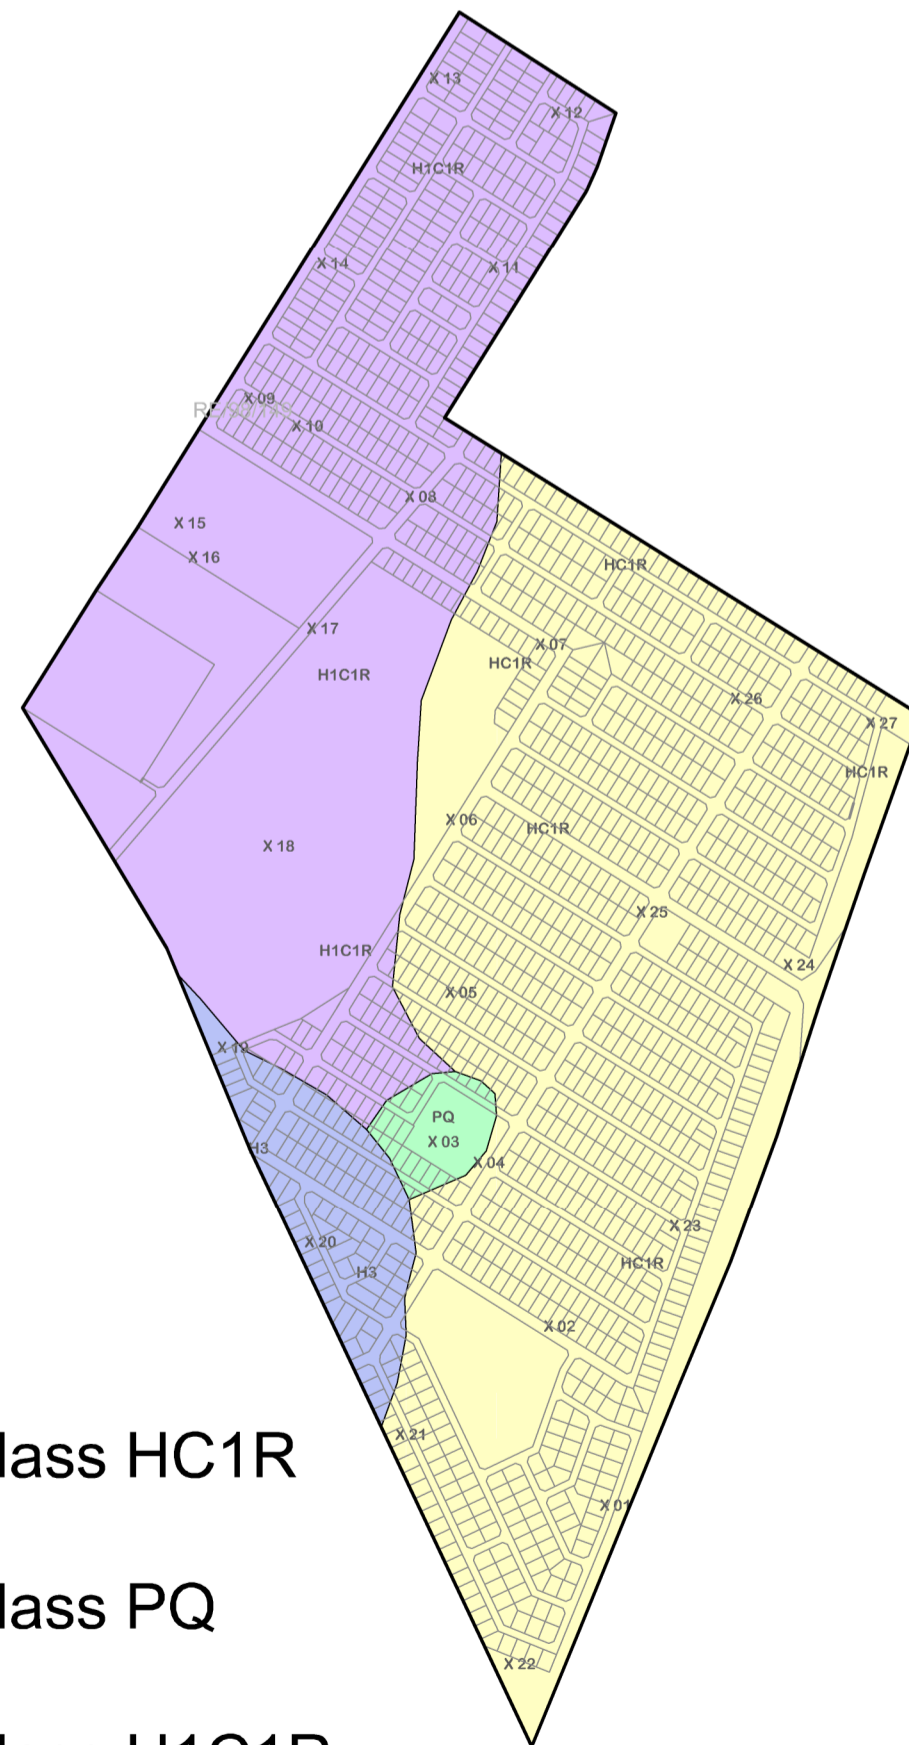 X 13
X 12
H1C1R
X 14
X 11
X 09
X 10
X 08
X 15
X 16
HC1R
X 17
X 07
HC1R
H1C1R
X 26
X 27
HC1R
X 06
HC1R
X 18
X 25
H1C1R
X 24
X 05
X 19
PQ
X 03
H3
X 04
X 23
X 20
HC1R
H3
X 02
X 21
lass HC1R
X 01
lass PQ
X 22
H1C1R